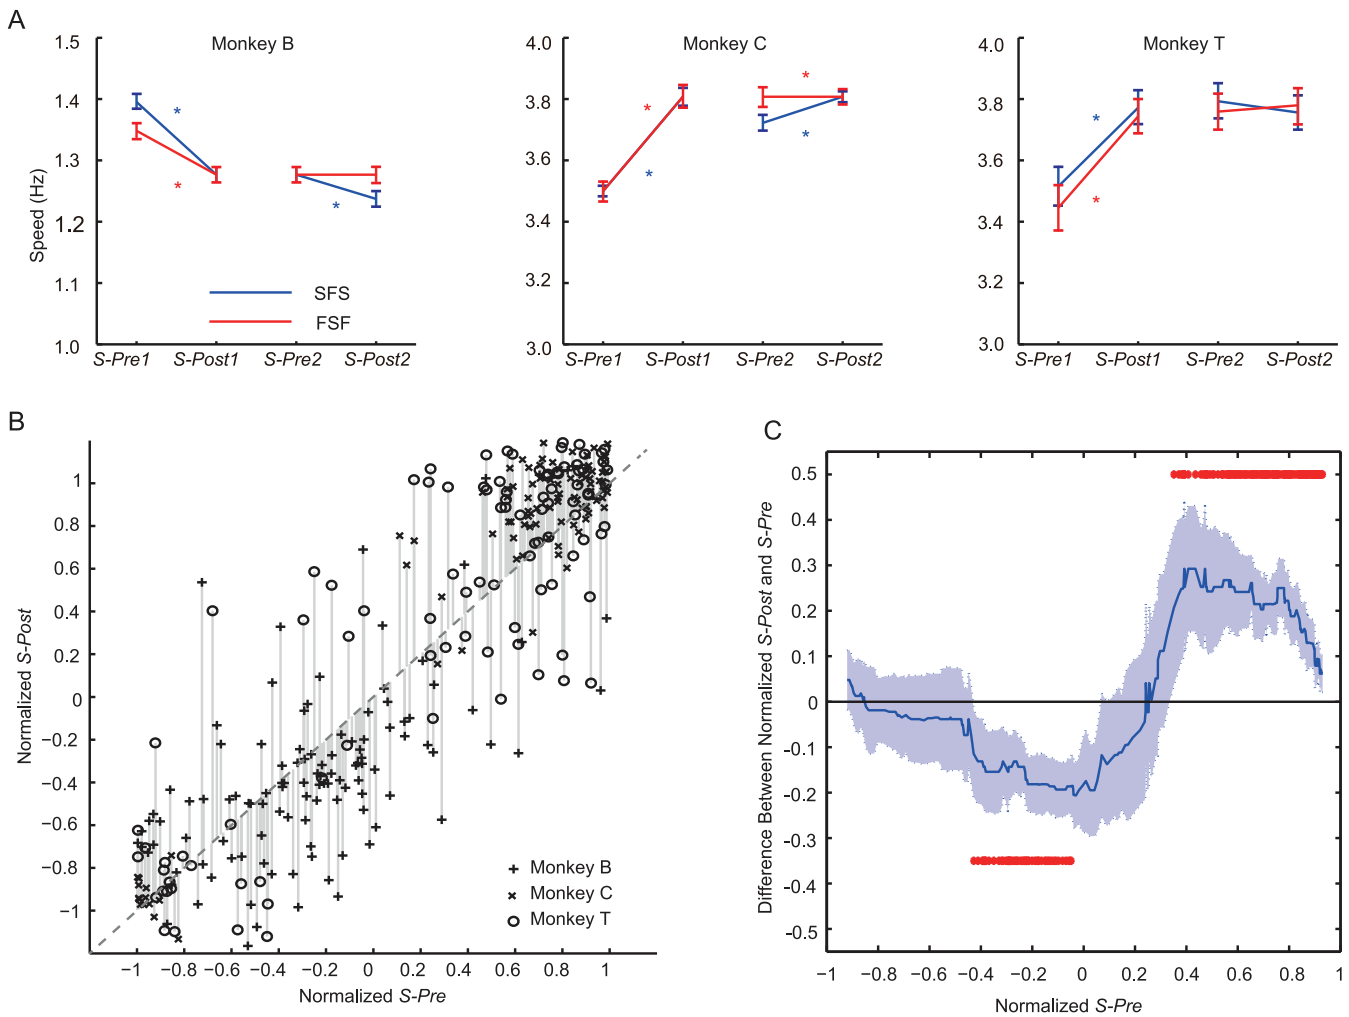 A
Monkey B
Monkey C
Monkey T
Speed (Hz)
1.5
1.4
1.3
1.2
1.1
1.0
SFS
FSF
* * *
S-Pre1 S-Post1 S-Pre2 S-Post2
4.0
3.8
3.6
3.4
3.2
3.0
* * * *
S-Pre1 S-Post1 S-Pre2 S-Post2
4.0
3.8
3.6
3.4
3.2
3.0
* *
S-Pre1 S-Post1 S-Pre2 S-Post2
B
Normalized S-Post
1
0.8
0.6
0.4
0.2
0
−0.2
−0.4
−0.6
−0.8
−1
Monkey B
Monkey C
Monkey T
−1 −0.8 −0.6 −0.4 −0.2 0 0.2 0.4 0.6 0.8 1
Normalized S-Pre
C
Difference Between Normalized S-Post and S-Pre
0.5
0.4
0.3
0.2
0.1
0
-0.1
-0.2
-0.3
-0.4
-0.5
−1 −0.8 −0.6 −0.4 −0.2 0 0.2 0.4 0.6 0.8 1
Normalized S-Pre